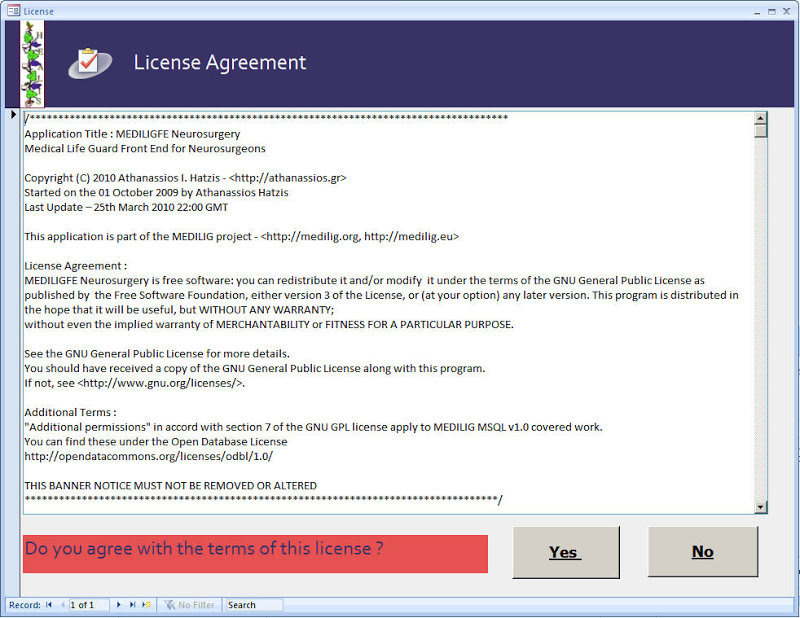 License
HEALIS
License Agreement
/***********************************************************************************
Application Title : MEDILIGFE Neurosurgery
Medical Life Guard Front End for Neurosurgeons
Copyright (C) 2010 Athanassios I. Hatzis - <http://athanassios.gr>
Started on the 01 October 2009 by Athanassios Hatzis
Last Update – 25th March 2010 22:00 GMT
This application is part of the MEDILIG project - <http://medilig.org, http://medilig.eu>
License Agreement :
MEDILIGFE Neurosurgery is free software: you can redistribute it and/or modify  it under the terms of the GNU General Public License as
published by  the Free Software Foundation, either version 3 of the License, or (at your option) any later version. This program is distributed in
the hope that it will be useful, but WITHOUT ANY WARRANTY;
without even the implied warranty of MERCHANTABILITY or FITNESS FOR A PARTICULAR PURPOSE.
See the GNU General Public License for more details.
You should have received a copy of the GNU General Public License along with this program.
If not, see <http://www.gnu.org/licenses/>.
Additional Terms :
"Additional permissions" in accord with section 7 of the GNU GPL license apply to MEDILIG MSQL v1.0 covered work.
You can find these under the Open Database License
http://opendatacommons.org/licenses/odbl/1.0/
THIS BANNER NOTICE MUST NOT BE REMOVED OR ALTERED
***********************************************************************************/
Do you agree with the terms of this license ?
Yes
No
Record: 1 of 1 No Filter Search